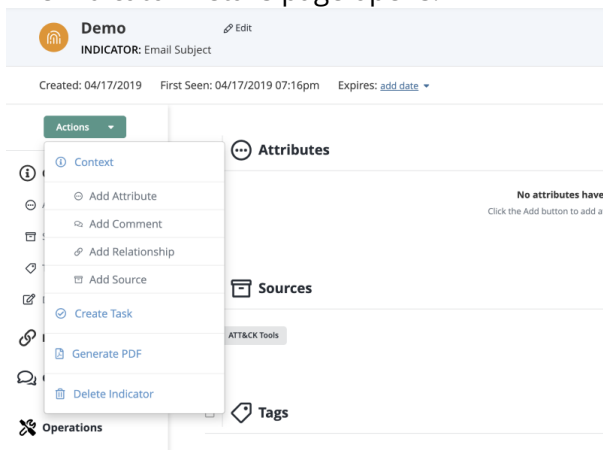 Demo
Edit
INDICATOR: Email Subject
Created: 04/17/2019 First Seen: 04/17/2019 07:16pm Expires: add date
Actions
Context
Add Attribute
Add Comment
Add Relationship
Add Source
Create Task
Generate PDF
Delete Indicator
Operations
Attributes
No attributes have
Click the Add button to add a
Sources
ATT&CK Tools
Tags